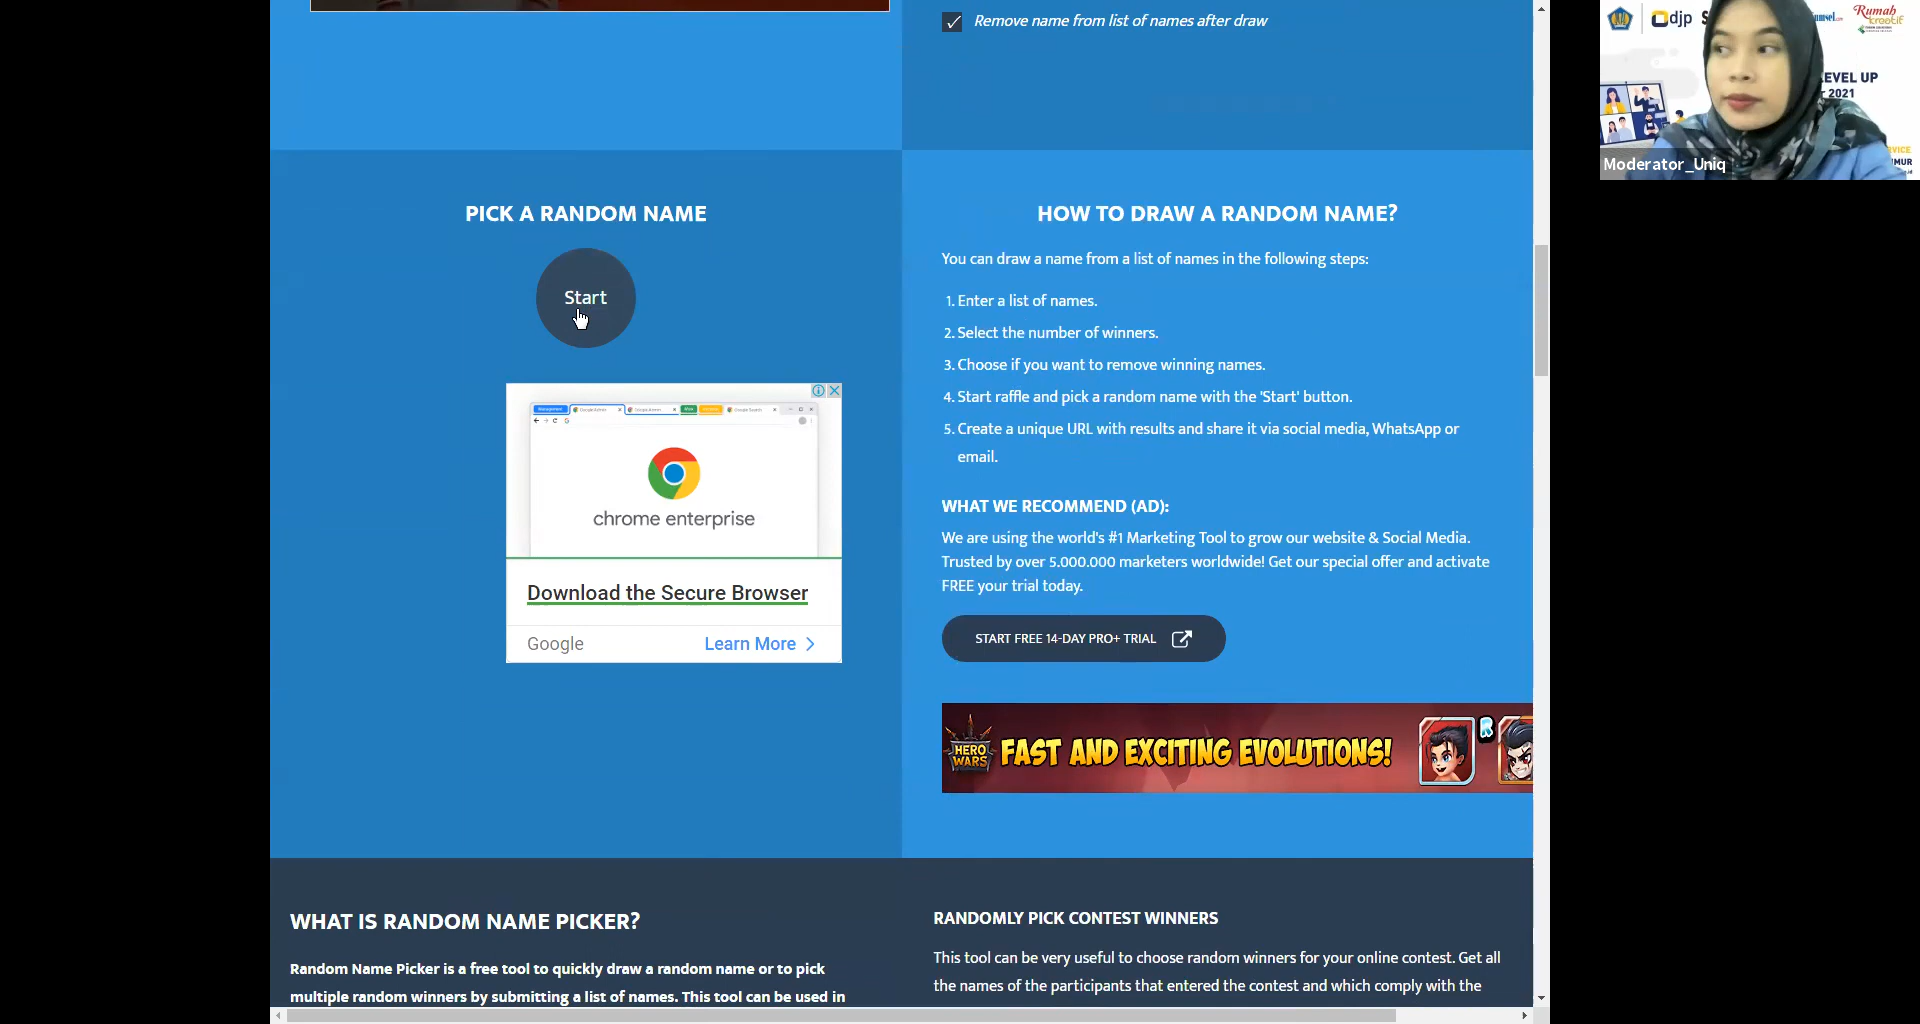 Remove name from list of names after draw
PICK A RANDOM NAME
Start
chrome enterprise
Download the Secure Browser
Google
Learn More
HOW TO DRAW A RANDOM NAME?
You can draw a name from a list of names in the following steps:
1. Enter a list of names.
2. Select the number of winners.
3. Choose if you want to remove winning names.
4. Start raffle and pick a random name with the 'Start' button.
5. Create a unique URL with results and share it via social media, WhatsApp or
email.
WHAT WE RECOMMEND (AD):
We are using the world's #1 Marketing Tool to grow our website & Social Media.
Trusted by over 5.000.000 marketers worldwide! Get our special offer and activate
FREE your trial today.
START FREE 14-DAY PRO+ TRIAL
HERO
WARS
FAST AND EXCITING EVOLUTIONS!
R
WHAT IS RANDOM NAME PICKER?
Random Name Picker is a free tool to quickly draw a random name or to pick
multiple random winners by submitting a list of names. This tool can be used in
RANDOMLY PICK CONTEST WINNERS
This tool can be very useful to choose random winners for your online contest. Get all
the names of the participants that entered the contest and which comply with the
djp
Rumah
kreatif
EVEL UP
2021
Moderator_Uniq